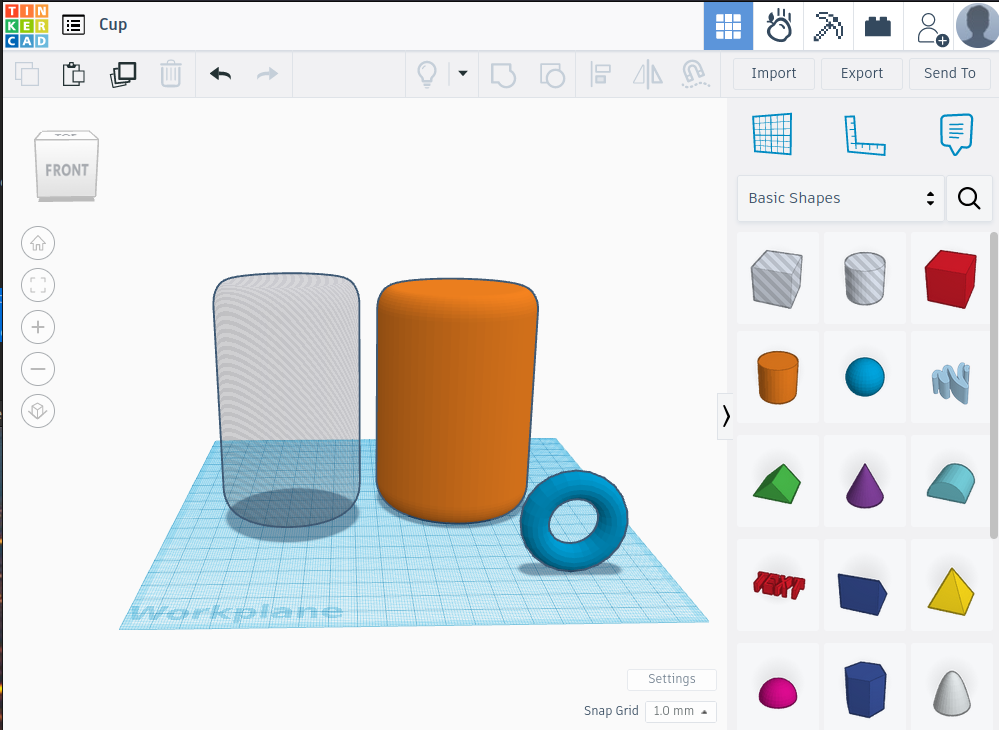 TIN
KER
CAD
Cup
Import
Export
Send To
TOP
FRONT
Basic Shapes
TEXT
Workplane
Settings
Snap Grid
1.0 mm